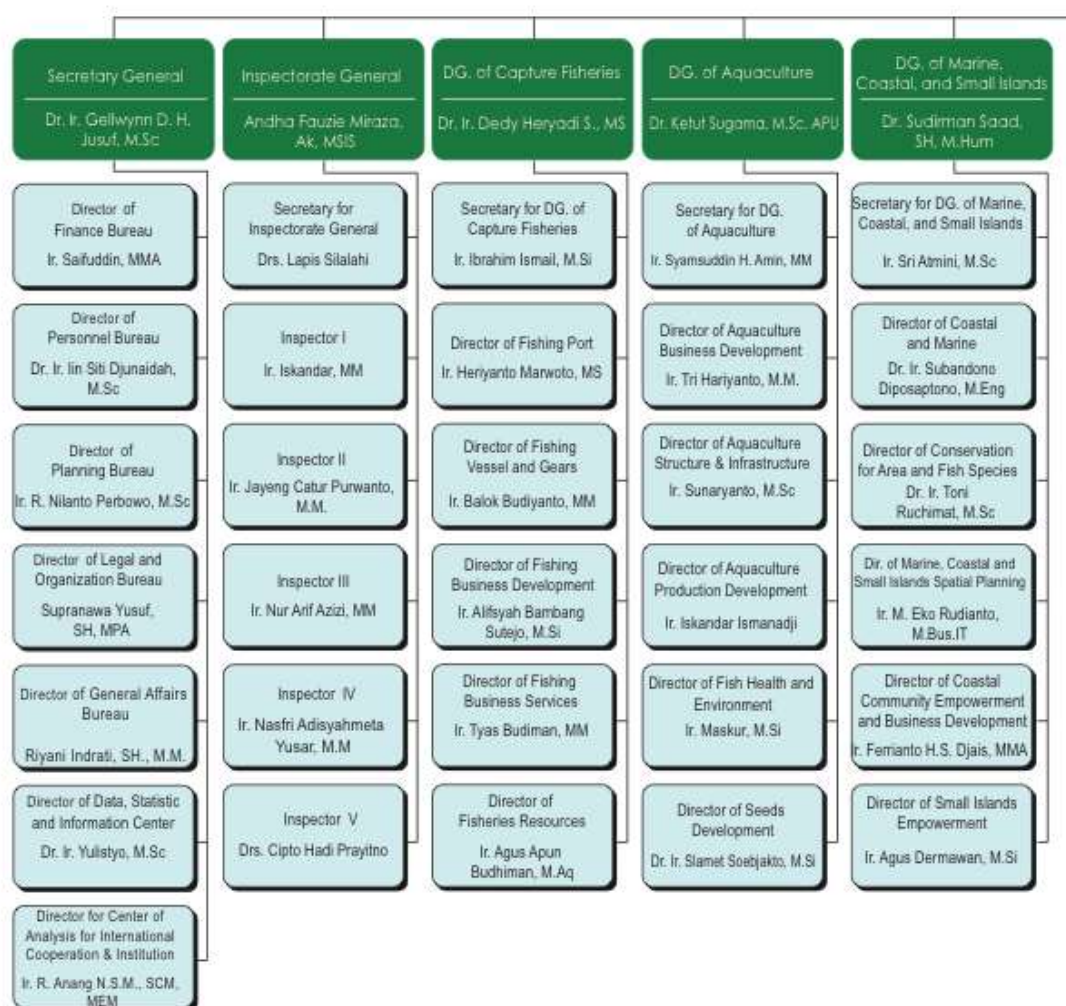 Secretary General
Dr. Ir. Gellwynn D. H.
Jusuf, M.Sc
Director of
Finance Bureau
Ir. Saifuddin, MMA
Director of
Personnel Bureau
Dr. Ir. Iin Siti Djunaidah,
M.Sc
Director of
Planning Bureau
Ir. R. Nilanto Perbowo, M.Sc
Director of Legal and
Organization Bureau
Supranawa Yusuf,
SH, MPA
Director of General Affairs
Bureau
Riyani Indrati, SH., M.M.
Director of Data, Statistic
and Information Center
Dr. Ir. Yulistyo, M.Sc
Director for Center of
Analysis for International
Cooperation & Institution
Ir. R. Anang N.S.M., SCM,
MEM
Inspectorate General
Andha Fauzie Miraza,
Ak, MSIS
Secretary for
Inspectorate General
Drs. Lapis Silalahi
Inspector I
Ir. Iskandar, MM
Inspector II
Ir. Jayeng Catur Purwanto,
M.M.
Inspector III
Ir. Nur Arif Azizi, MM
Inspector IV
Ir. Nasfri Adisyahmeta
Yusar, M.M
Inspector V
Drs. Cipto Hadi Prayitno
DG. of Capture Fisheries
Dr. Ir. Dedy Heryadi S., MS
Secretary for DG. of
Capture Fisheries
Ir. Ibrahim Ismail, M.Si
Director of Fishing Port
Ir. Heriyanto Marwoto, MS
Director of Fishing
Vessel and Gears
Ir. Balok Budiyanto, MM
Director of Fishing
Business Development
Ir. Alifsyah Bambang
Sutejo, M.Si
Director of Fishing
Business Services
Ir. Tyas Budiman, MM
Director of
Fisheries Resources
Ir. Agus Apun
Budhiman, M.Aq
DG. of Aquaculture
Dr. Ketut Sugama, M.Sc. APU
Secretary for DG.
of Aquaculture
Ir. Syamsuddin H. Amin, MM
Director of Aquaculture
Business Development
Ir. Tri Hariyanto, M.M.
Director of Aquaculture
Structure & Infrastructure
Ir. Sunaryanto, M.Sc
Director of Aquaculture
Production Development
Ir. Iskandar Ismanadji
Director of Fish Health and
Environment
Ir. Maskur, M.Si
Director of Seeds
Development
Dr. Ir. Slamet Soebjakto, M.Si
DG. of Marine,
Coastal, and Small Islands
Dr. Sudirman Saad,
SH, M.Hum
Secretary for DG. of Marine,
Coastal, and Small Islands
Ir. Sri Atmini, M.Sc
Director of Coastal
and Marine
Dr. Ir. Subandono
Diposaptono, M.Eng
Director of Conservation
for Area and Fish Species
Dr. Ir. Toni
Ruchimat, M.Sc
Dir. of Marine, Coastal and
Small Islands Spatial Planning
Ir. M. Eko Rudianto,
M.Bus.IT
Director of Coastal
Community Empowerment
and Business Development
Ir. Ferrianto H.S. Djais, MMA
Director of Small Islands
Empowerment
Ir. Agus Dermawan, M.Si